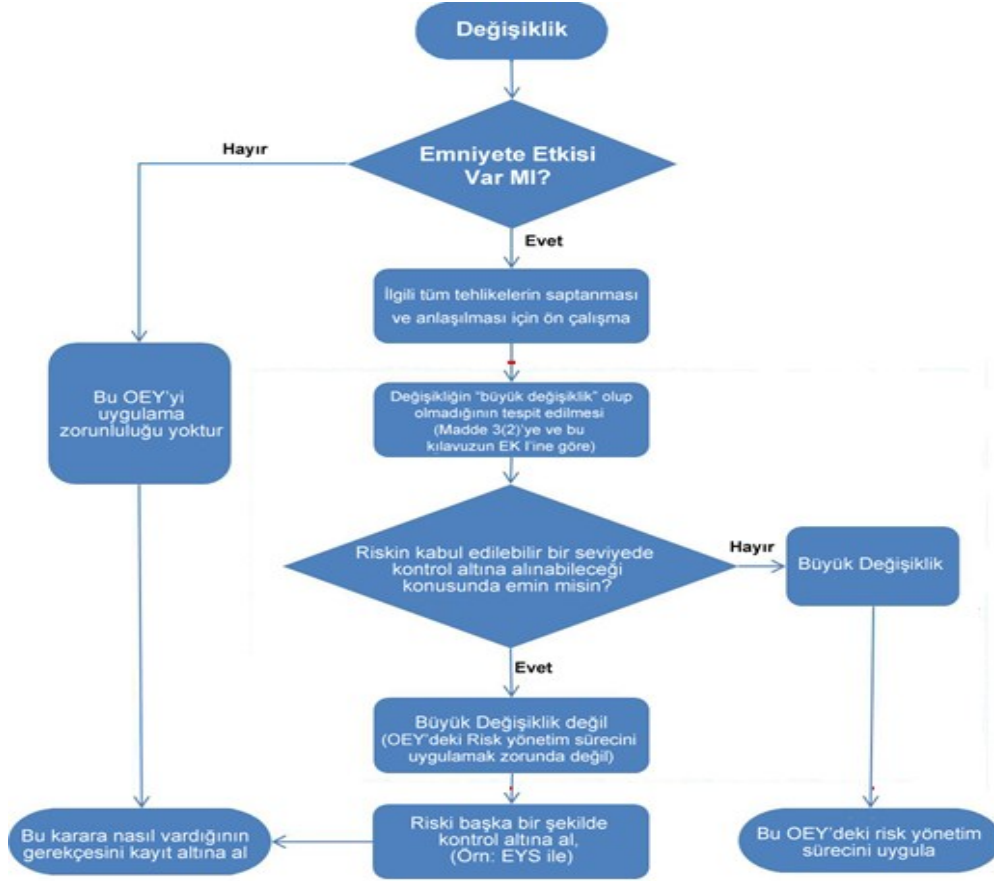 Değişiklik
Emniyete Etkisi
Var MI?
Hayır
Evet
İlgili tüm tehlikelerin saptanması
ve anlaşılması için ön çalışma
Bu OEY'yi
uygulama
zorunluluğu yoktur
Değişikliğin "büyük değişiklik" olup
olmadığının tespit edilmesi
(Madde 3(2)'ye ve bu
kılavuzun EK I'ine göre)
Riskin kabul edilebilir bir seviyede
kontrol altına alınabileceği
konusunda emin misin?
Hayır
Büyük Değişiklik
Evet
Büyük Değişiklik değil
(OEY'deki Risk yönetim sürecini
uygulamak zorunda değil)
Riski başka bir şekilde
kontrol altına al,
(Örn: EYS ile)
Bu karara nasıl vardığının
gerekçesini kayıt altına al
Bu OEY'deki risk yönetim
sürecini uygula